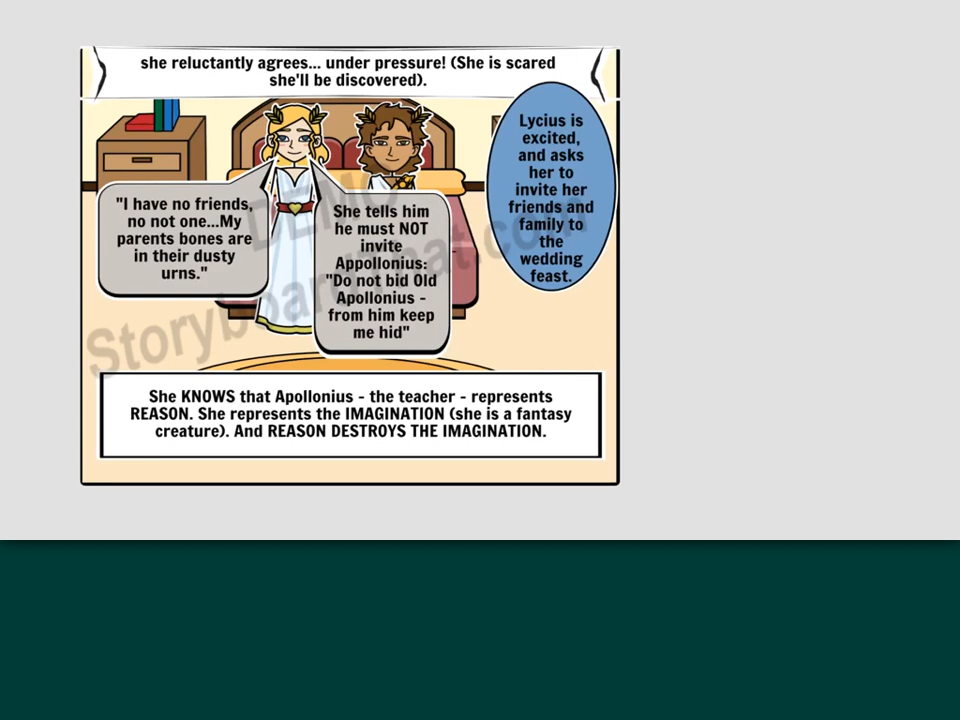 she reluctantly agrees... under pressure! (She is scared
she'll be discovered).
Lycius is
excited,
and asks
her to
invite her
friends and
family to
the
wedding
feast.
"I have no friends,
no not one...My
parents bones are
in their dusty
urns."
She tells him
he must NOT
invite
Appollonius:
"Do not bid Old
Apollonius -
from him keep
me hid"
She KNOWS that Apollonius - the teacher - represents
REASON. She represents the IMAGINATION (she is a fantasy
creature). And REASON DESTROYS THE IMAGINATION.
DEMO
StoryboardThat.com